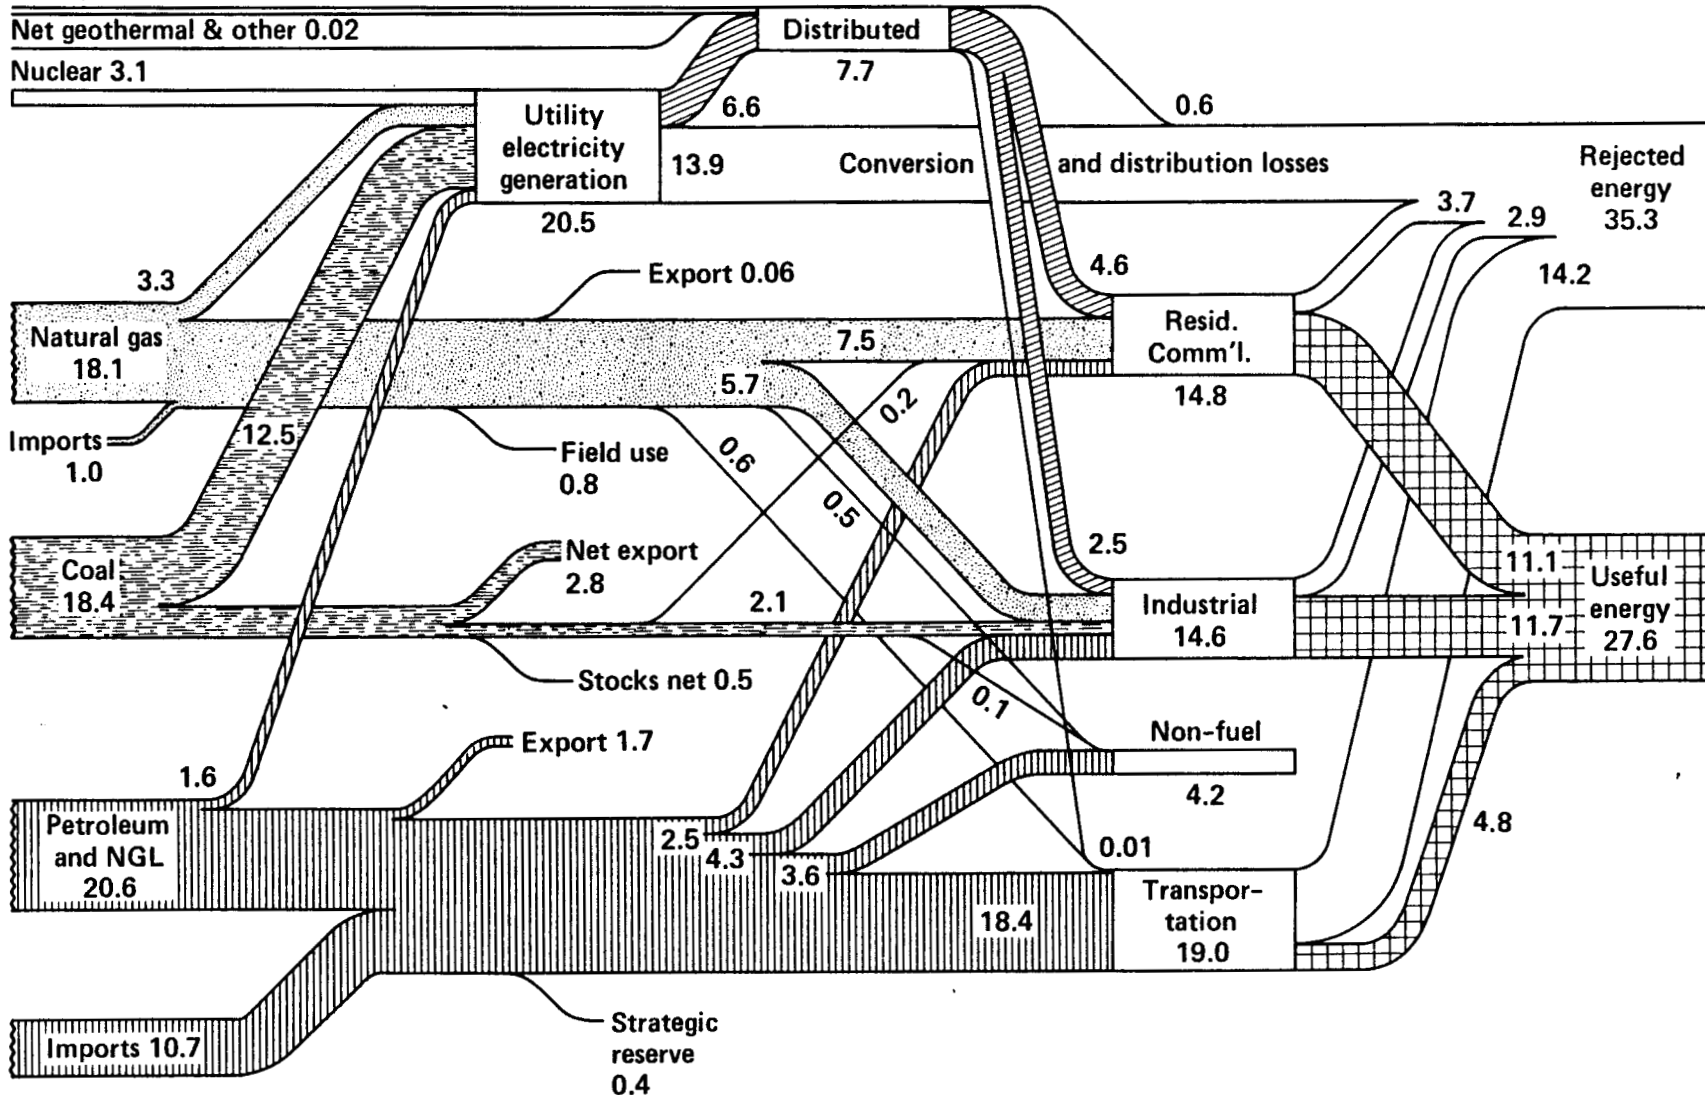 Net geothermal & other 0.02
Distributed
7.7
Nuclear 3.1
6.6
0.6
Utility
electricity
generation
20.5
13.9
Conversion and distribution losses
Rejected
energy
35.3
3.7
2.9
14.2
3.3
Export 0.06
4.6
Natural gas
18.1
7.5
Resid.
Comm'l.
14.8
5.7
0.2
Imports
1.0
12.5
Field use
0.8
0.6
0.5
Coal
18.4
Net export
2.8
2.1
2.5
Industrial
14.6
11.1
11.7
Useful
energy
27.6
Stocks net 0.5
0.1
Export 1.7
Non-fuel
4.2
1.6
Petroleum
and NGL
20.6
2.5
4.3
3.6
18.4
0.01
Transpor-
tation
19.0
4.8
Imports 10.7
Strategic
reserve
0.4